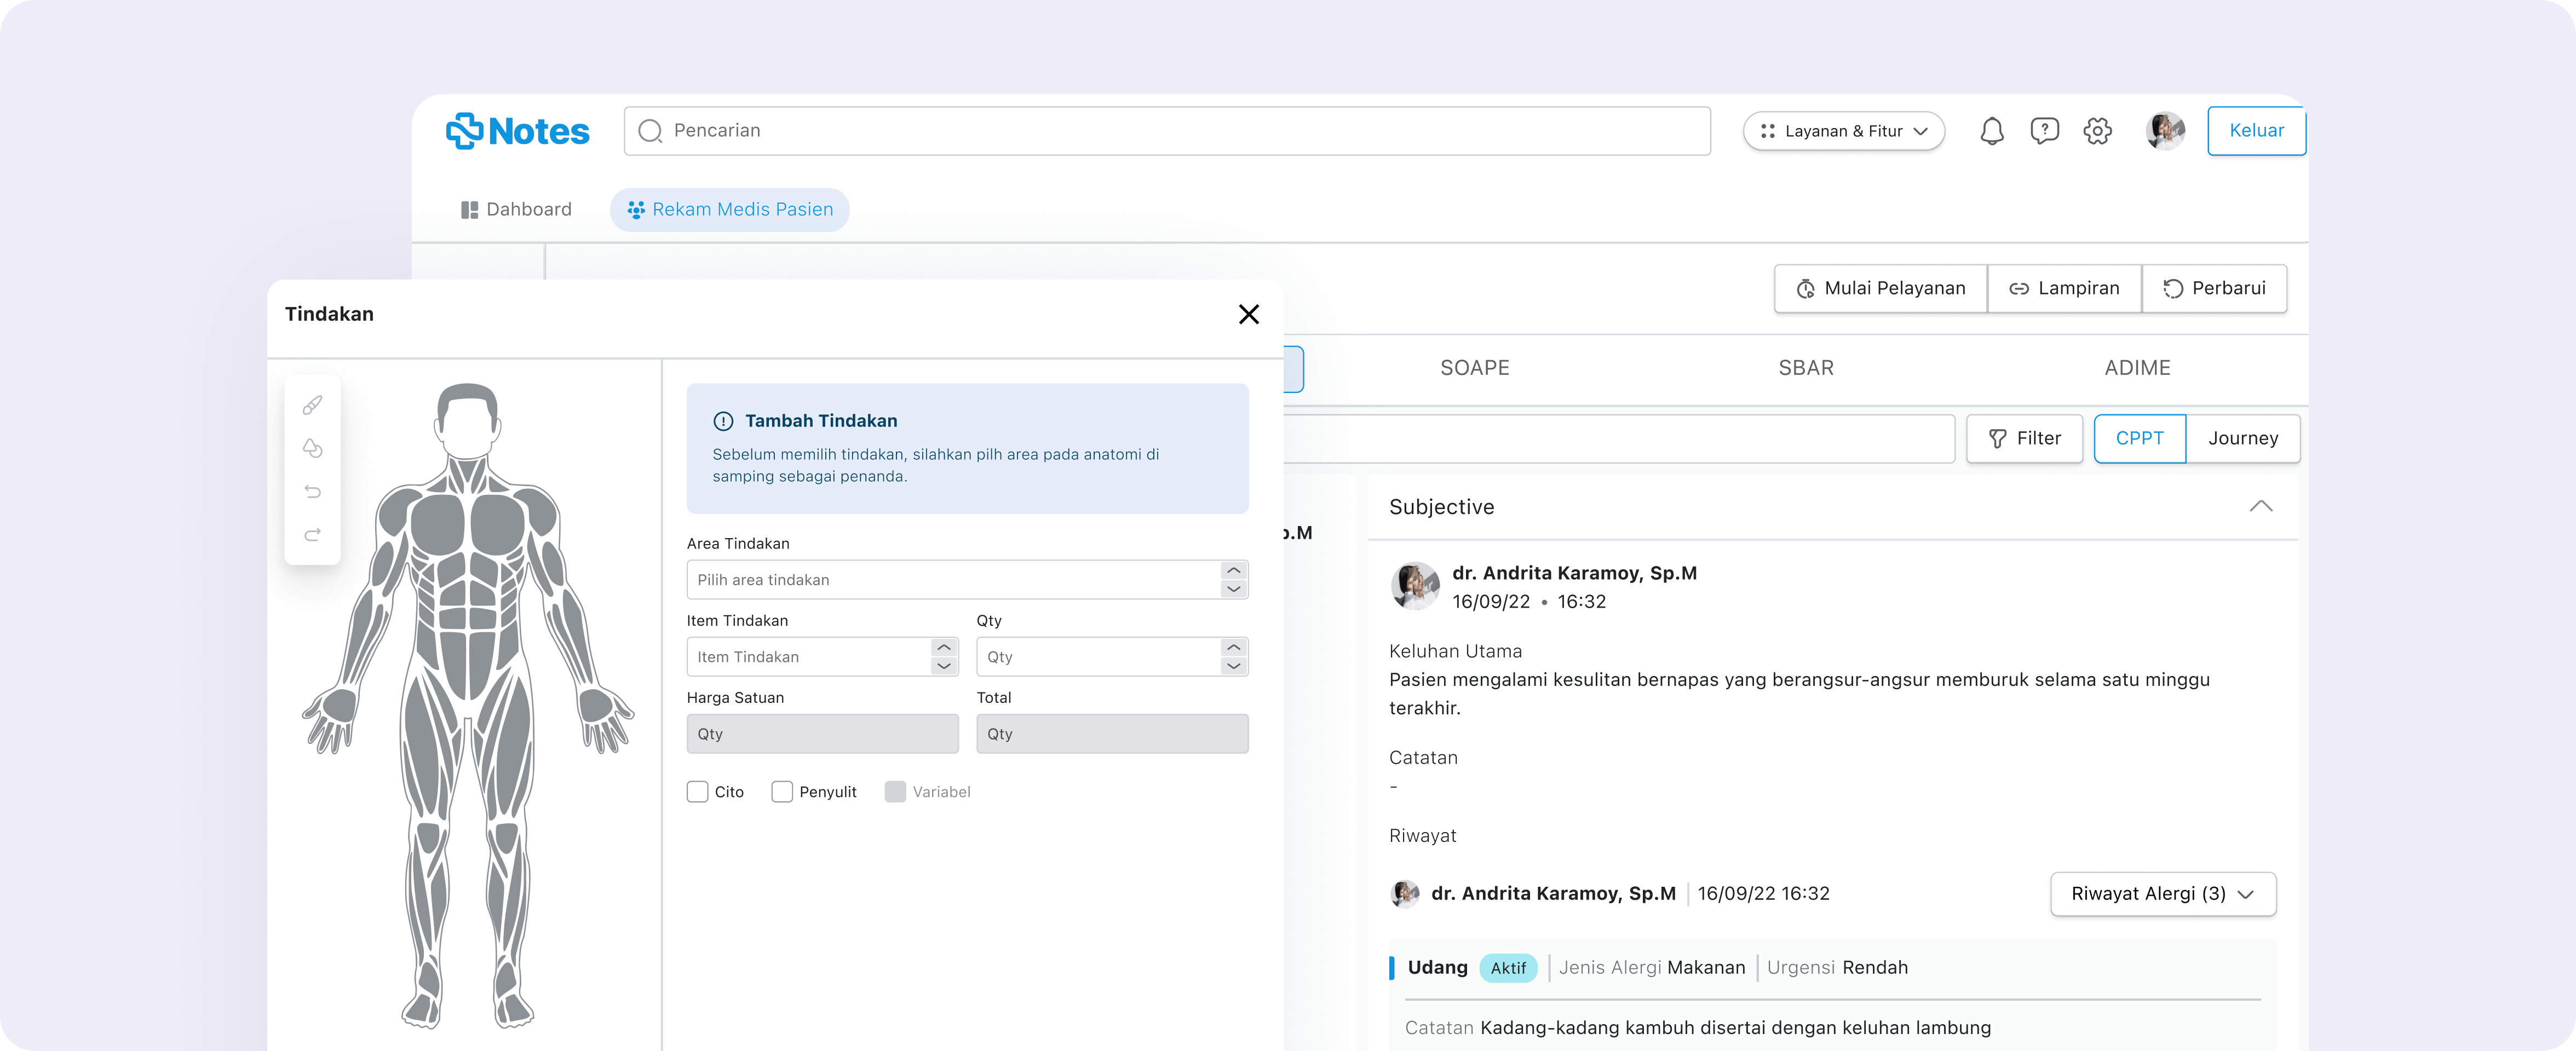 Notes
Pencarian
Layanan & Fitur
Keluar
Dahboard
Rekam Medis Pasien
Mulai Pelayanan
Lampiran
Perbarui
SOAPE
SBAR
ADIME
Filter
CPPT
Journey
Tindakan
Tambah Tindakan
Sebelum memilih tindakan, silahkan pilh area pada anatomi di
samping sebagai penanda.
Area Tindakan
Pilih area tindakan
Item Tindakan
Qty
Item Tindakan
Qty
Harga Satuan
Total
Qty
Qty
Cito
Penyulit
Variabel
p.M
Subjective
dr. Andrita Karamoy, Sp.M
16/09/22 • 16:32
Keluhan Utama
Pasien mengalami kesulitan bernapas yang berangsur-angsur memburuk selama satu minggu
terakhir.
Catatan
-
Riwayat
dr. Andrita Karamoy, Sp.M | 16/09/22 16:32
Riwayat Alergi (3)
Udang Aktif | Jenis Alergi Makanan | Urgensi Rendah
Catatan Kadang-kadang kambuh disertai dengan keluhan lambung